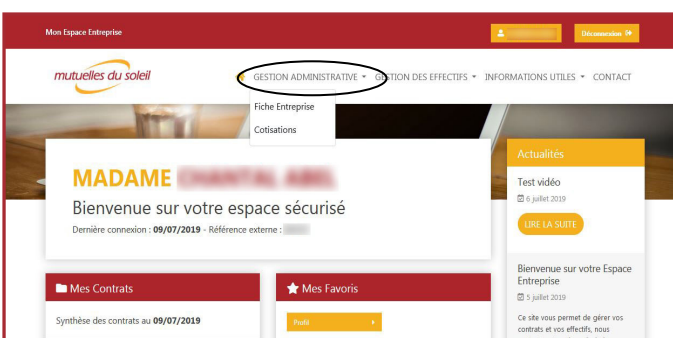 Mon Espace Entreprise
Déconnexion
mutuelles du soleil
GESTION ADMINISTRATIVE
GESTION DES EFFECTIFS
INFORMATIONS UTILES
CONTACT
Fiche Entreprise
Cotisations
MADAME
Bienvenue sur votre espace sécurisé
Dernière connexion : 09/07/2019 - Référence externe :
Mes Contrats
Synthèse des contrats au 09/07/2019
Mes Favoris
Profil
Actualités
Test vidéo
6 juillet 2019
LIRE LA SUITE
Bienvenue sur votre Espace
Entreprise
5 juillet 2019
Ce site vous permet de gérer vos
contrats et vos effectifs, nous